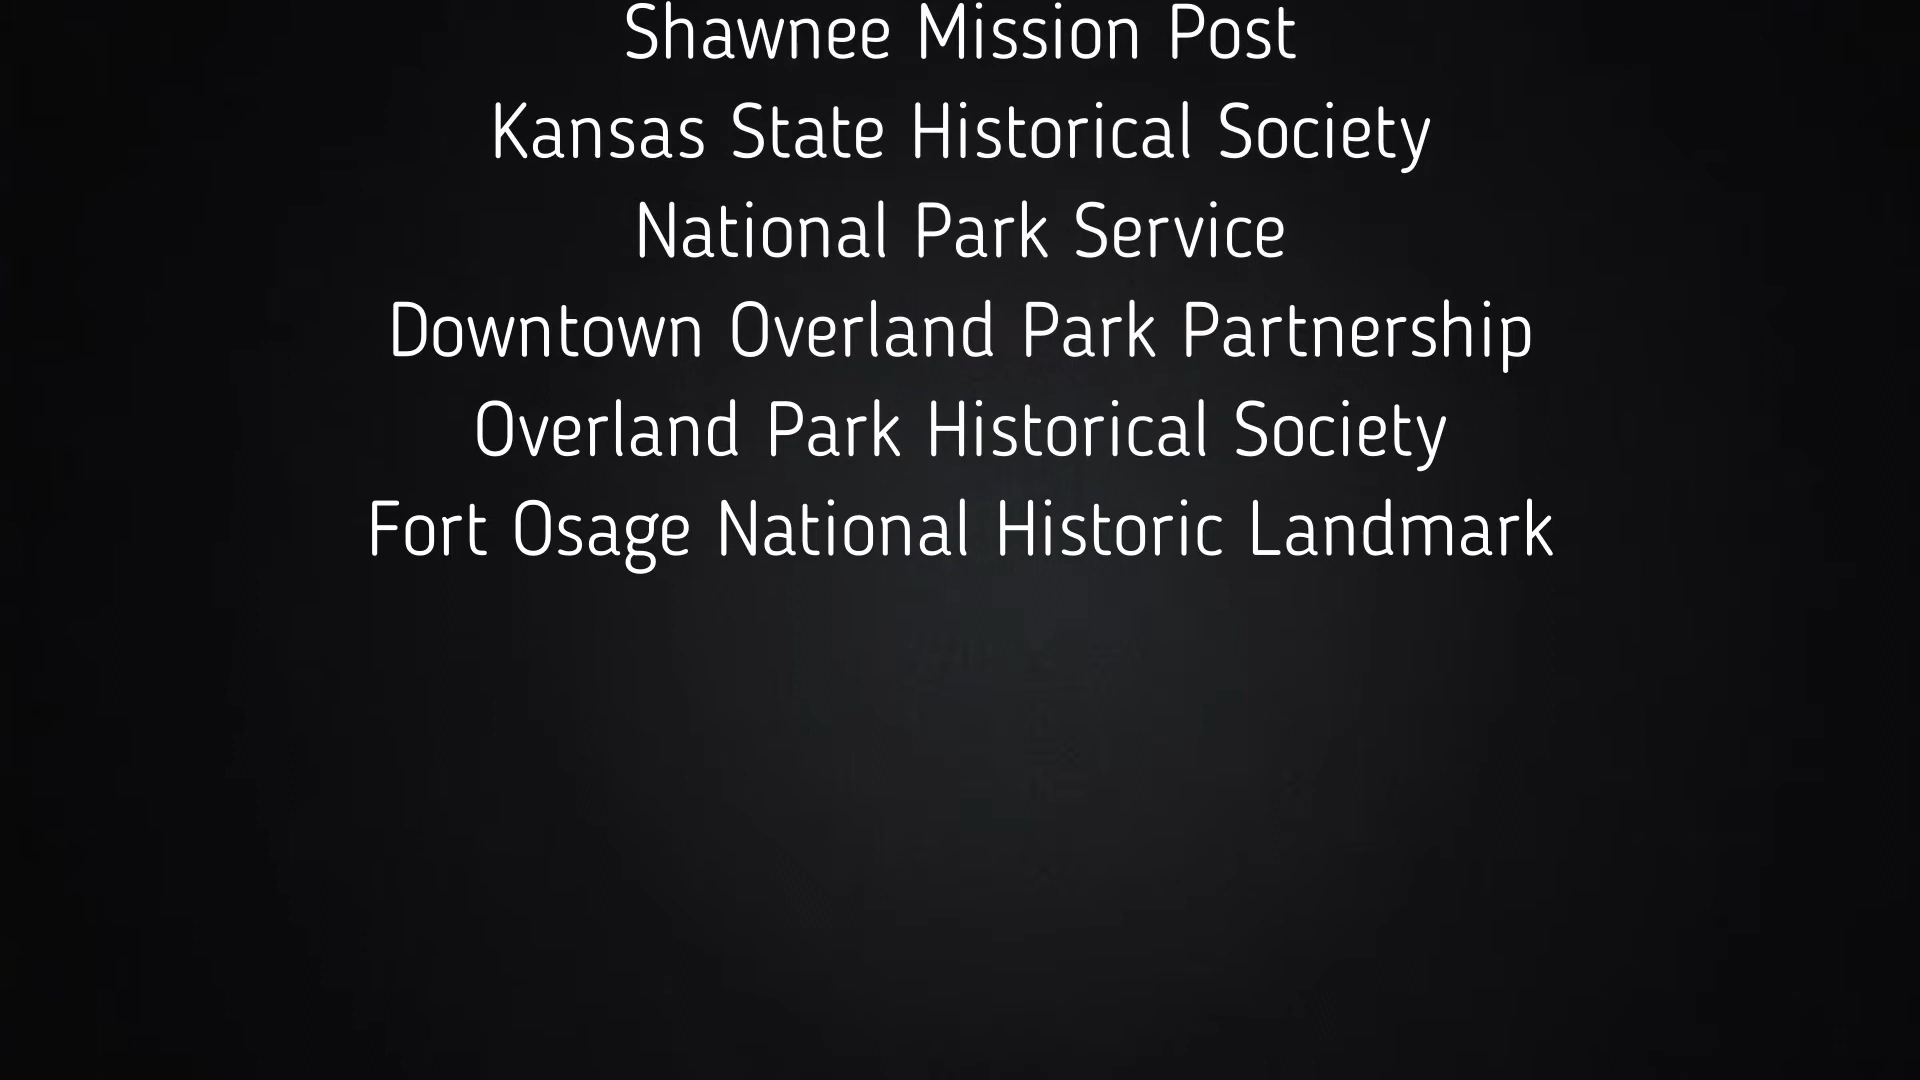 Shawnee Mission Post
Kansas State Historical Society
National Park Service
Downtown Overland Park Partnership
Overland Park Historical Society
Fort Osage National Historic Landmark